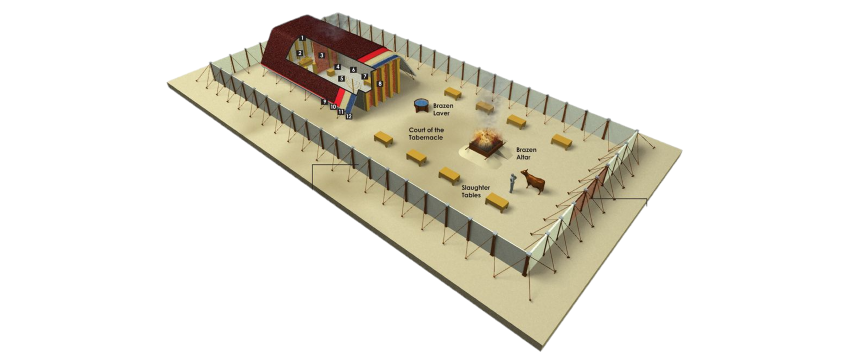 1
2
3
4
5
6
7
8
9
10
11
12
Brazen
Laver
Court of the
Tabernacle
Brazen
Altar
Slaughter
Tables